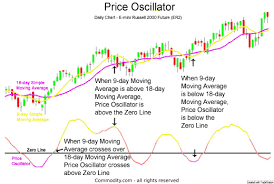 Price Oscillator
Daily Chart - E-mini Russell 2000 Future (ER2)
18-day Simple
Moving Average
9-day Simple
Moving Average
When 9-day Moving
Average is above 18-day
Moving Average,
Price Oscillator is
above the Zero Line
When 9-day
Moving Average
is below 18-day
Moving Average,
Price Oscillator
is below the
Zero Line
Zero Line
Zero Line
Price
Oscillator
When 9-day Moving
Average crosses over
18-day Moving Average,
Price Oscillator
crosses over
Zero Line
Commodity.com - all rights reserved